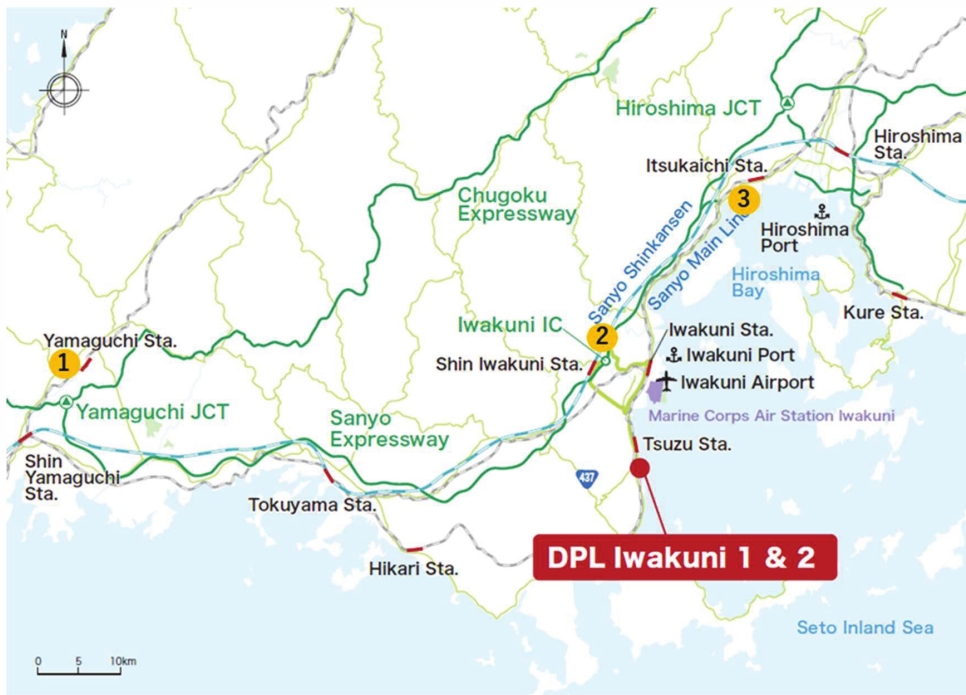 N
Hiroshima JCT
Hiroshima
Sta.
Itsukaichi Sta.
3
Chugoku
Expressway
Sanyo Shinkansen
Sanyo Main Line
Hiroshima
Port
Hiroshima
Bay
Kure Sta.
Iwakuni IC
2
Iwakuni Sta.
Yamaguchi Sta.
1
Shin Iwakuni Sta.
Iwakuni Port
Iwakuni Airport
Yamaguchi JCT
Sanyo
Expressway
Marine Corps Air Station Iwakuni
Tsuzu Sta.
Shin
Yamaguchi
Sta.
437
Tokuyama Sta.
Hikari Sta.
DPL Iwakuni 1 & 2
Seto Inland Sea
0 5 10km